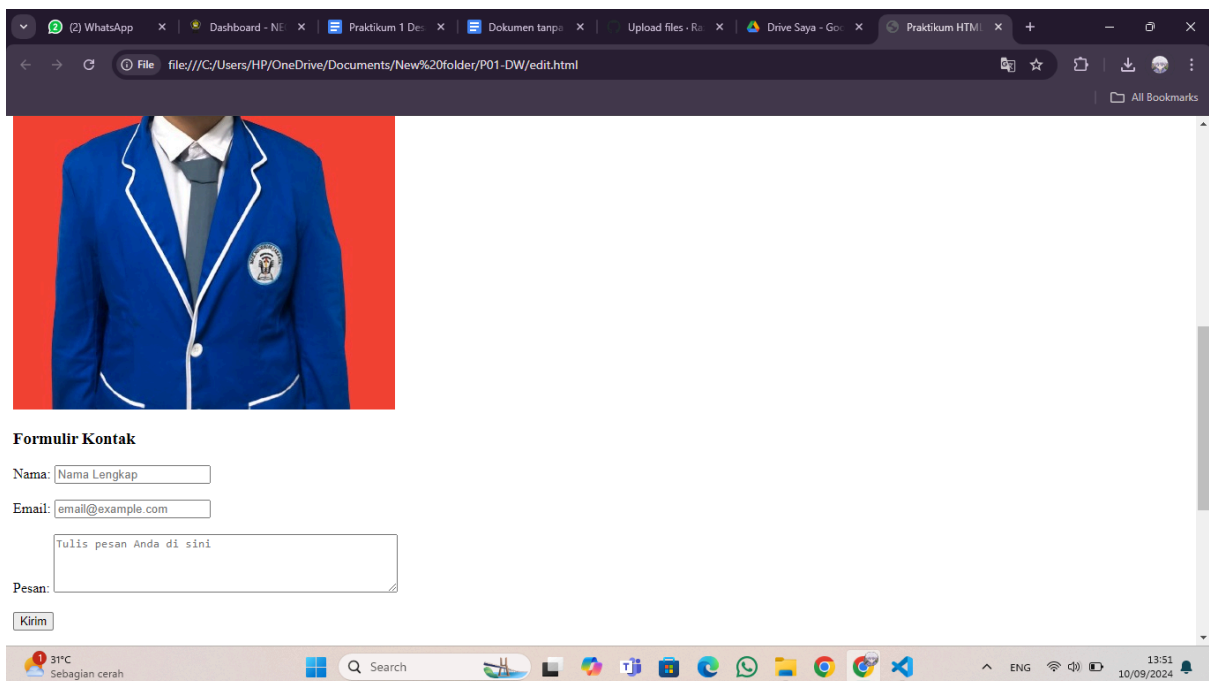 (2) WhatsApp
Dashboard - NE
Praktikum 1 Des
Dokumen tanpa
Upload files · Ra
Drive Saya - Goo
Praktikum HTML
File file:///C:/Users/HP/OneDrive/Documents/New%20folder/P01-DW/edit.html
All Bookmarks
Formulir Kontak
Nama: Nama Lengkap
Email: email@example.com
Tulis pesan Anda di sini
Pesan:
Kirim
1
31°C
Sebagian cerah
Search
ENG
13:51
10/09/2024